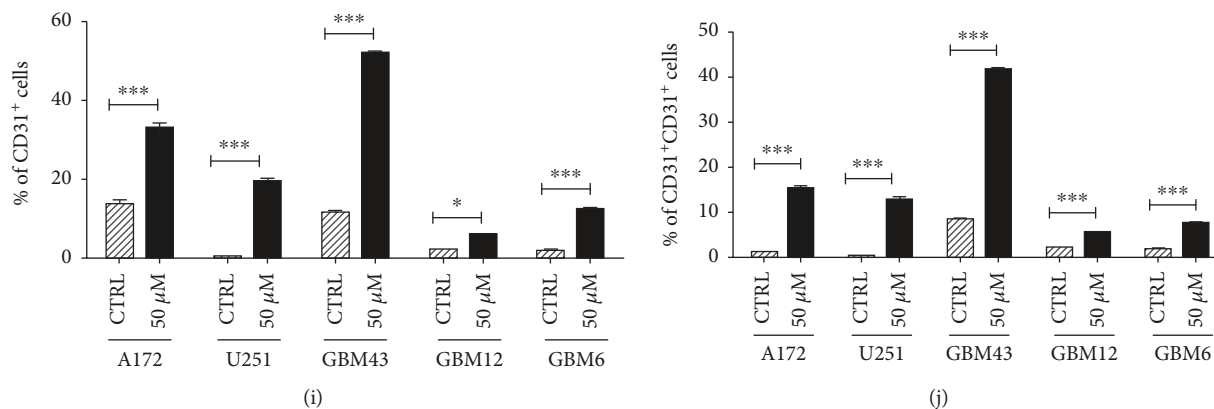 % of CD31⁺ cells
80
60
40
20
0
***
***
***
*
***
CTRL
50 µM
CTRL
50 µM
CTRL
50 µM
CTRL
50 µM
CTRL
50 µM
A172
U251
GBM43
GBM12
GBM6
(i)
% of CD31⁺CD31⁺ cells
50
40
30
20
10
0
***
***
***
***
***
CTRL
50 µM
CTRL
50 µM
CTRL
50 µM
CTRL
50 µM
CTRL
50 µM
A172
U251
GBM43
GBM12
GBM6
(j)